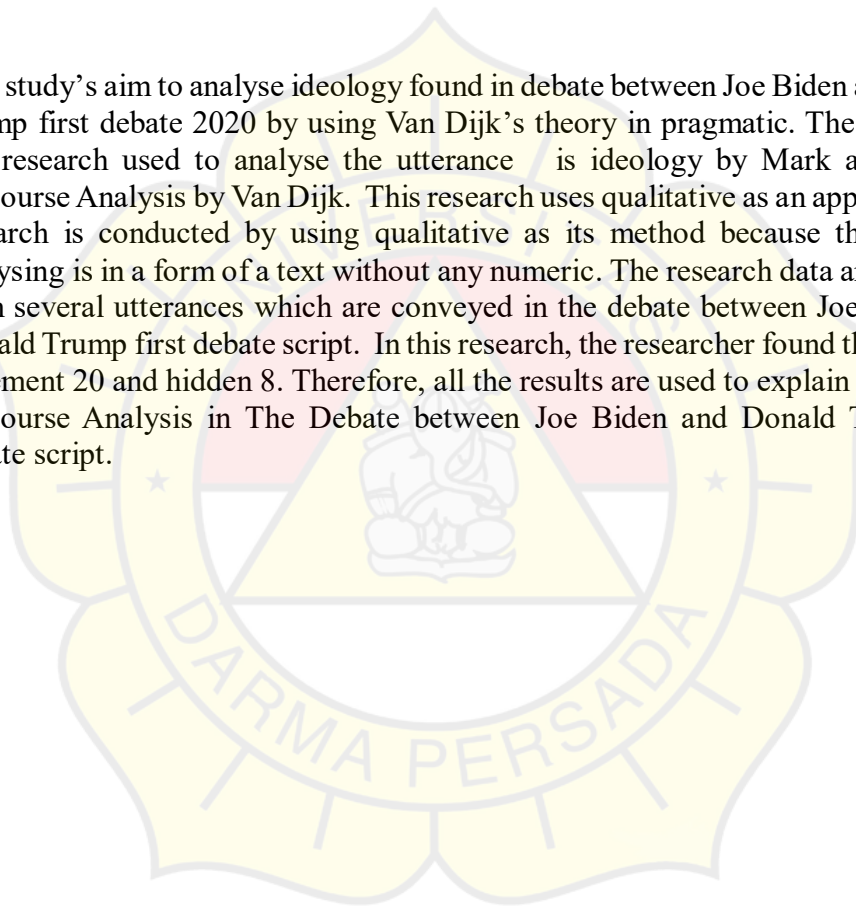 study's aim to analyse ideology found in debate between Joe Biden a
mp first debate 2020 by using Van Dijk's theory in pragmatic. The
research used to analyse the utterance is ideology by Mark a
ourse Analysis by Van Dijk. This research uses qualitative as an app
arch is conducted by using qualitative as its method because th
ysing is in a form of a text without any numeric. The research data a
several utterances which are conveyed in the debate between Joe
ald Trump first debate script. In this research, the researcher found th
ement 20 and hidden 8. Therefore, all the results are used to explain
ourse Analysis in The Debate between Joe Biden and Donald T
te script.
UNIVERSITAS
DARMA PERSADA